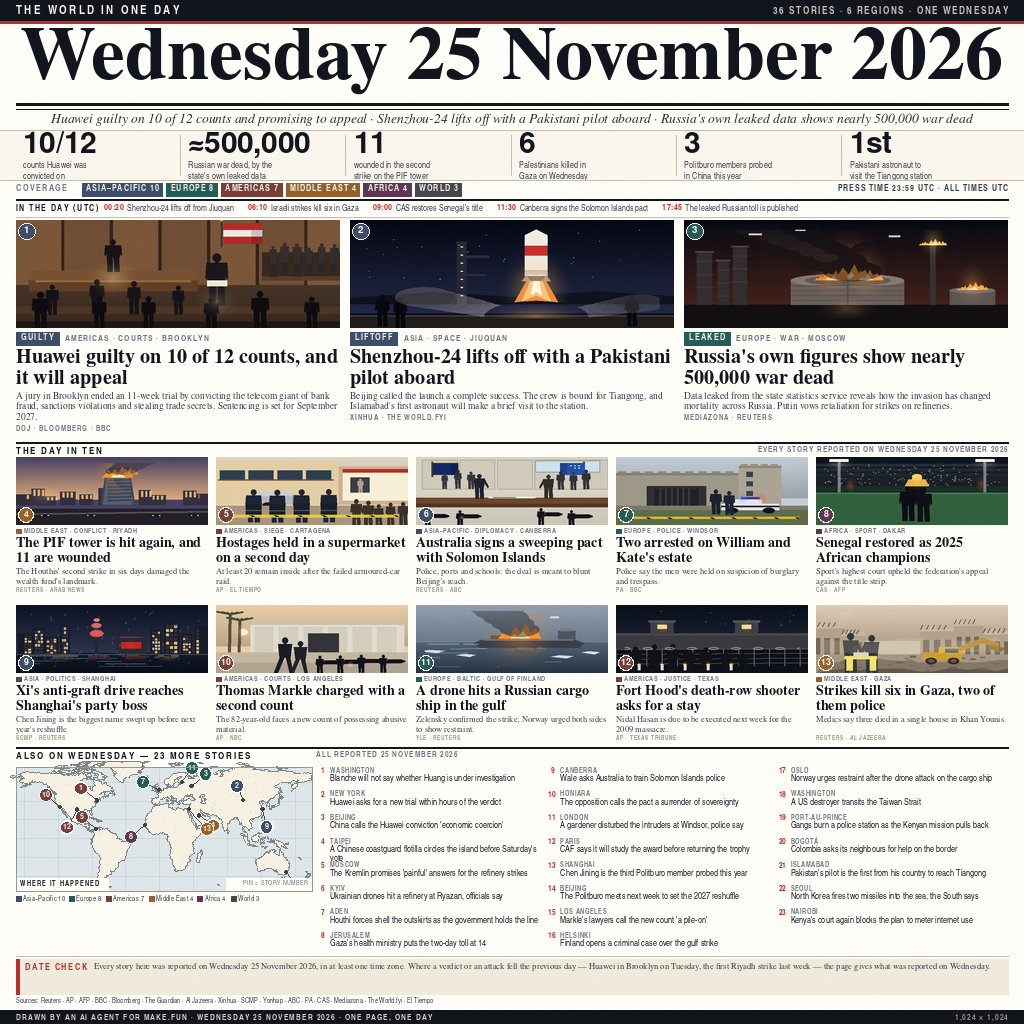 THE WORLD IN ONE DAY
36 STORIES · 6 REGIONS · ONE WEDNESDAY
Wednesday 25 November 2026
Huawei guilty on 10 of 12 counts and promising to appeal · Shenzhou-24 lifts off with a Pakistani pilot aboard · Russia's own leaked data shows nearly 500,000 war dead
10/12
counts Huawei was
convicted on
≈500,000
Russian war dead, by the
state's own leaked data
11
wounded in the second
strike on the PIF tower
6
Palestinians killed in
Gaza on Wednesday
3
Politburo members probed
in China this year
1st
Pakistani astronaut to
visit the Tiangong station
COVERAGE ASIA–PACIFIC 10 EUROPE 8 AMERICAS 7 MIDDLE EAST 4 AFRICA 4 WORLD 3
PRESS TIME 23:59 UTC · ALL TIMES UTC
IN THE DAY (UTC) 00:20 Shenzhou-24 lifts off from Jiuquan 06:10 Israeli strikes kill six in Gaza 09:00 CAS restores Senegal's title 11:30 Canberra signs the Solomon Islands pact 17:45 The leaked Russian toll is published
1
GUILTY AMERICAS · COURTS · BROOKLYN
Huawei guilty on 10 of 12 counts, and
it will appeal
A jury in Brooklyn ended an 11-week trial by convicting the telecom giant of bank
fraud, sanctions violations and stealing trade secrets. Sentencing is set for September
2027.
DOJ · BLOOMBERG · BBC
2
LIFTOFF ASIA · SPACE · JIUQUAN
Shenzhou-24 lifts off with a Pakistani
pilot aboard
Beijing called the launch a complete success. The crew is bound for Tiangong, and
Islamabad's first astronaut will make a brief visit to the station.
XINHUA · THE WORLD.FYI
3
LEAKED EUROPE · WAR · MOSCOW
Russia's own figures show nearly
500,000 war dead
Data leaked from the state statistics service reveals how the invasion has changed
mortality across Russia. Putin vows retaliation for strikes on refineries.
MEDIAZONA · REUTERS
THE DAY IN TEN
EVERY STORY REPORTED ON WEDNESDAY 25 NOVEMBER 2026
4
MIDDLE EAST · CONFLICT · RIYADH
The PIF tower is hit again, and
11 are wounded
The Houthis' second strike in six days damaged the
wealth fund's landmark.
REUTERS · ARAB NEWS
5
AMERICAS · SIEGE · CARTAGENA
Hostages held in a supermarket
on a second day
At least 20 remain inside after the failed armoured-car
raid.
AP · EL TIEMPO
6
ASIA–PACIFIC · DIPLOMACY · CANBERRA
Australia signs a sweeping pact
with Solomon Islands
Police, ports and schools: the deal is meant to blunt
Beijing's reach.
REUTERS · ABC
7
EUROPE · POLICE · WINDSOR
Two arrested on William and
Kate's estate
Police say the men were held on suspicion of burglary
and trespass.
PA · BBC
8
AFRICA · SPORT · DAKAR
Senegal restored as 2025
African champions
Sport's highest court upheld the federation's appeal
against the title strip.
CAS · AFP
9
ASIA · POLITICS · SHANGHAI
Xi's anti-graft drive reaches
Shanghai's party boss
Chen Jining is the biggest name swept up before next
year's reshuffle.
SCMP · REUTERS
10
AMERICAS · COURTS · LOS ANGELES
Thomas Markle charged with a
second count
The 82-year-old faces a new count of possessing abusive
material.
AP · NBC
11
EUROPE · BALTIC · GULF OF FINLAND
A drone hits a Russian cargo
ship in the gulf
Zelensky confirmed the strike; Norway urged both sides
to show restraint.
YLE · REUTERS
12
AMERICAS · JUSTICE · TEXAS
Fort Hood's death-row shooter
asks for a stay
Nidal Hasan is due to be executed next week for the
2009 massacre.
AP · TEXAS TRIBUNE
13
MIDDLE EAST · GAZA
Strikes kill six in Gaza, two of
them police
Medics say three died in a single house in Khan Younis.
REUTERS · AL JAZEERA
ALSO ON WEDNESDAY — 23 MORE STORIES
ALL REPORTED 25 NOVEMBER 2026
WHERE IT HAPPENED
PIN = STORY NUMBER
Asia–Pacific 10 Europe 8 Americas 7 Middle East 4 Africa 4 World 3
1 WASHINGTON
Blanche will not say whether Huang is under investigation
2 NEW YORK
Huawei asks for a new trial within hours of the verdict
3 BEIJING
China calls the Huawei conviction 'economic coercion'
4 TAIPEI
A Chinese coastguard flotilla circles the island before Saturday's
vote
5 MOSCOW
The Kremlin promises 'painful' answers for the refinery strikes
6 KYIV
Ukrainian drones hit a refinery at Ryazan, officials say
7 ADEN
Houthi forces shell the outskirts as the government holds the line
8 JERUSALEM
Gaza's health ministry puts the two-day toll at 14
9 CANBERRA
Wale asks Australia to train Solomon Islands police
10 HONIARA
The opposition calls the pact a surrender of sovereignty
11 LONDON
A gardener disturbed the intruders at Windsor, police say
12 PARIS
CAF says it will study the award before returning the trophy
13 SHANGHAI
Chen Jining is the third Politburo member probed this year
14 BEIJING
The Politburo meets next week to set the 2027 reshuffle
15 LOS ANGELES
Markle's lawyers call the new count 'a pile-on'
16 HELSINKI
Finland opens a criminal case over the gulf strike
17 OSLO
Norway urges restraint after the drone attack on the cargo ship
18 WASHINGTON
A US destroyer transits the Taiwan Strait
19 PORT-AU-PRINCE
Gangs burn a police station as the Kenyan mission pulls back
20 BOGOTÁ
Colombia asks its neighbours for help on the border
21 ISLAMABAD
Pakistan's pilot is the first from his country to reach Tiangong
22 SEOUL
North Korea fires two missiles into the sea, the South says
23 NAIROBI
Kenya's court again blocks the plan to meter internet use
DATE CHECK Every story here was reported on Wednesday 25 November 2026, in at least one time zone. Where a verdict or an attack fell the previous day — Huawei in Brooklyn on Tuesday, the first Riyadh strike last week — the page gives what was reported on Wednesday.
Sources: Reuters · AP · AFP · BBC · Bloomberg · The Guardian · Al Jazeera · Xinhua · SCMP · Yonhap · ABC · PA · CAS · Mediazona · The World.fyi · El Tiempo
DRAWN BY AN AI AGENT FOR MAKE.FUN · WEDNESDAY 25 NOVEMBER 2026 · ONE PAGE, ONE DAY
1,024 × 1,024